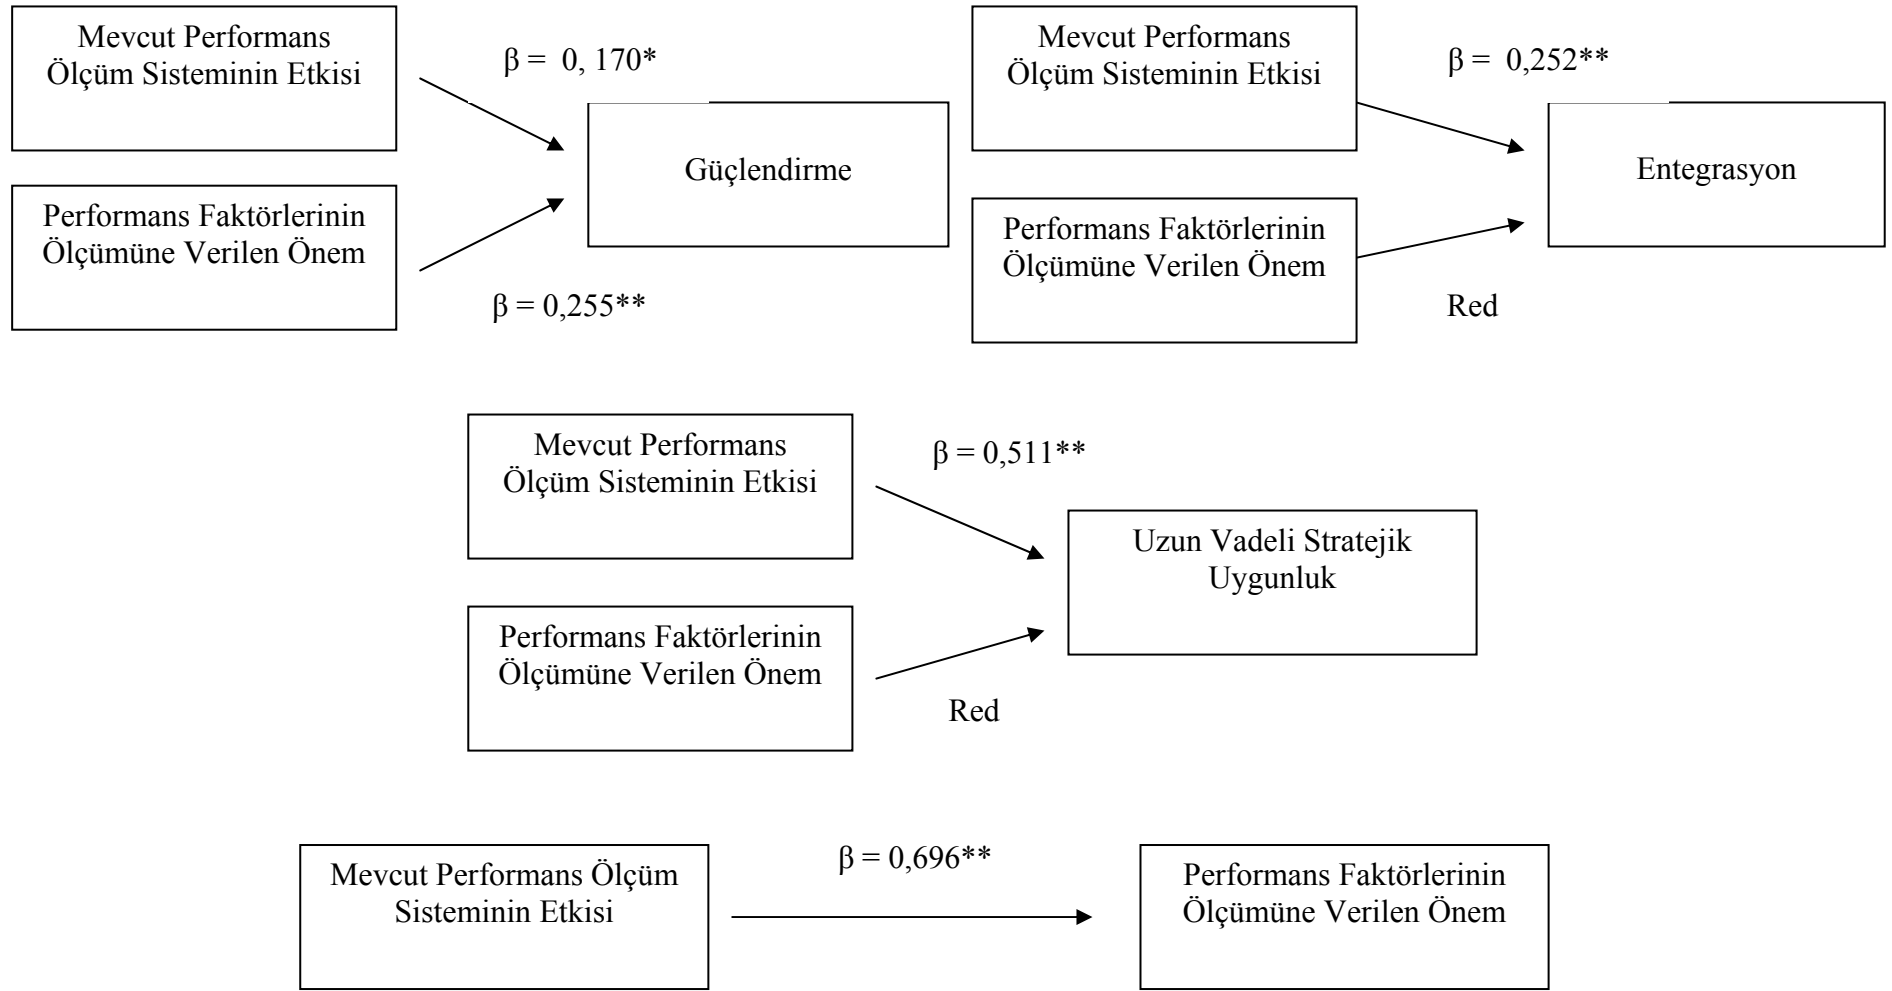 Mevcut Performans
Ölçüm Sisteminin Etkisi
β = 0, 170*
Performans Faktörlerinin
Ölçümüne Verilen Önem
β = 0,255**
Güçlendirme
Mevcut Performans
Ölçüm Sisteminin Etkisi
β = 0,252**
Performans Faktörlerinin
Ölçümüne Verilen Önem
Red
Entegrasyon
Mevcut Performans
Ölçüm Sisteminin Etkisi
β = 0,511**
Performans Faktörlerinin
Ölçümüne Verilen Önem
Red
Uzun Vadeli Stratejik
Uygunluk
Mevcut Performans Ölçüm
Sisteminin Etkisi
β = 0,696**
Performans Faktörlerinin
Ölçümüne Verilen Önem